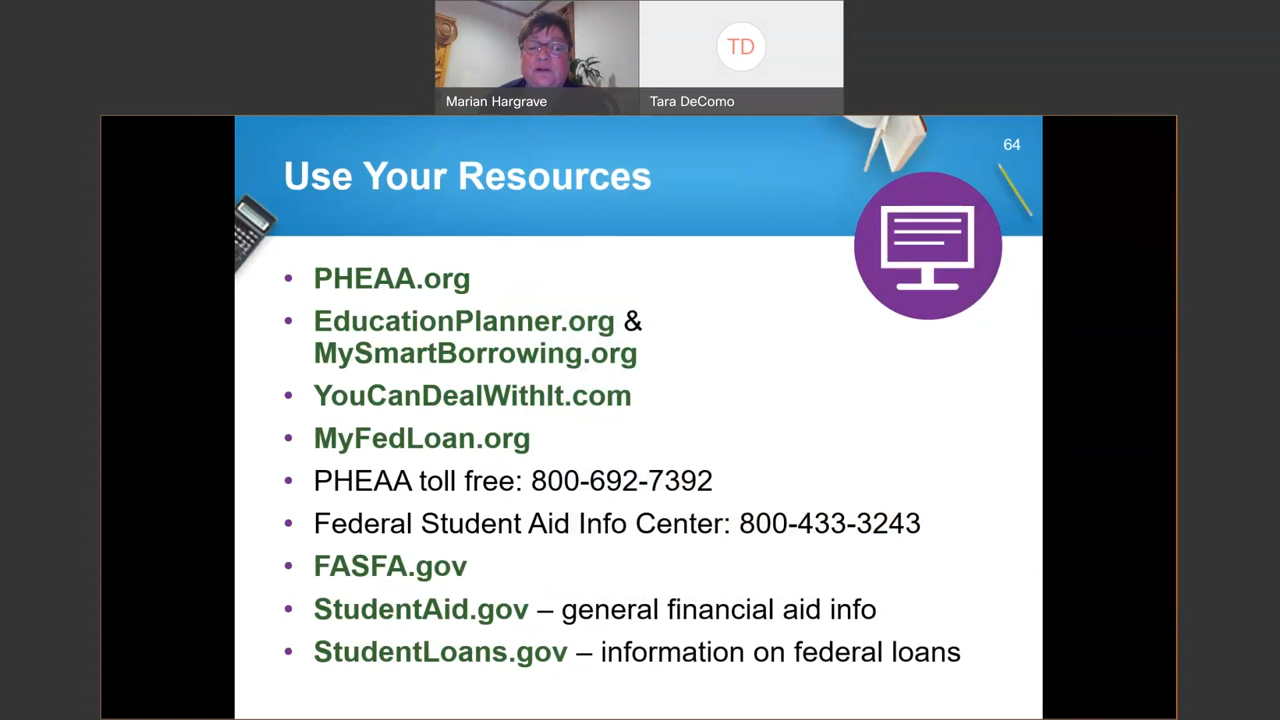 TD
Marian Hargrave
Tara DeComo
64
Use Your Resources
• PHEAA.org
• EducationPlanner.org &
MySmartBorrowing.org
• YouCanDealWithIt.com
• MyFedLoan.org
• PHEAA toll free: 800-692-7392
• Federal Student Aid Info Center: 800-433-3243
• FASFA.gov
• StudentAid.gov – general financial aid info
• StudentLoans.gov – information on federal loans